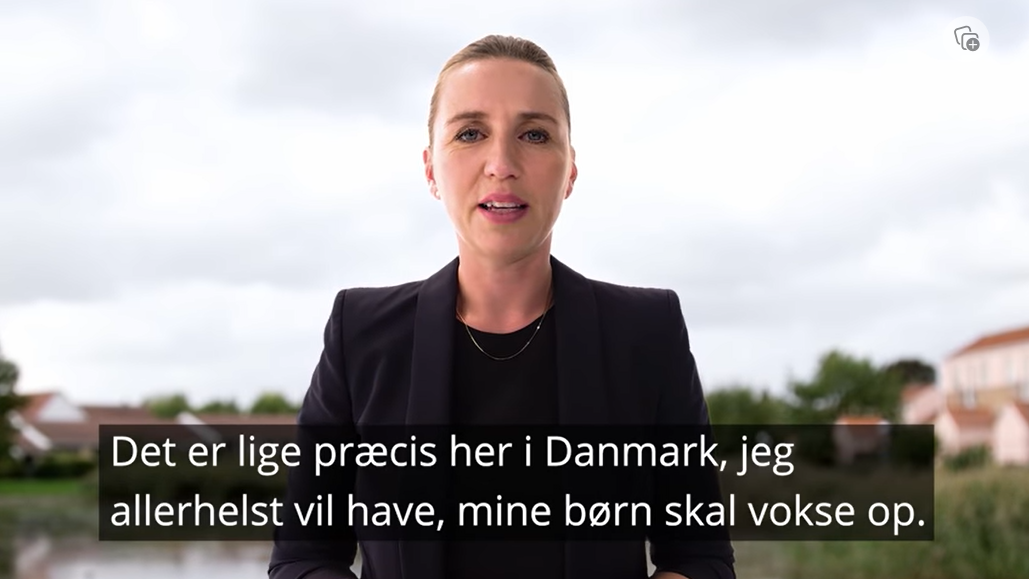 Det er lige præcis her i Danmark, jeg
allerhelst vil have, mine børn skal vokse op.